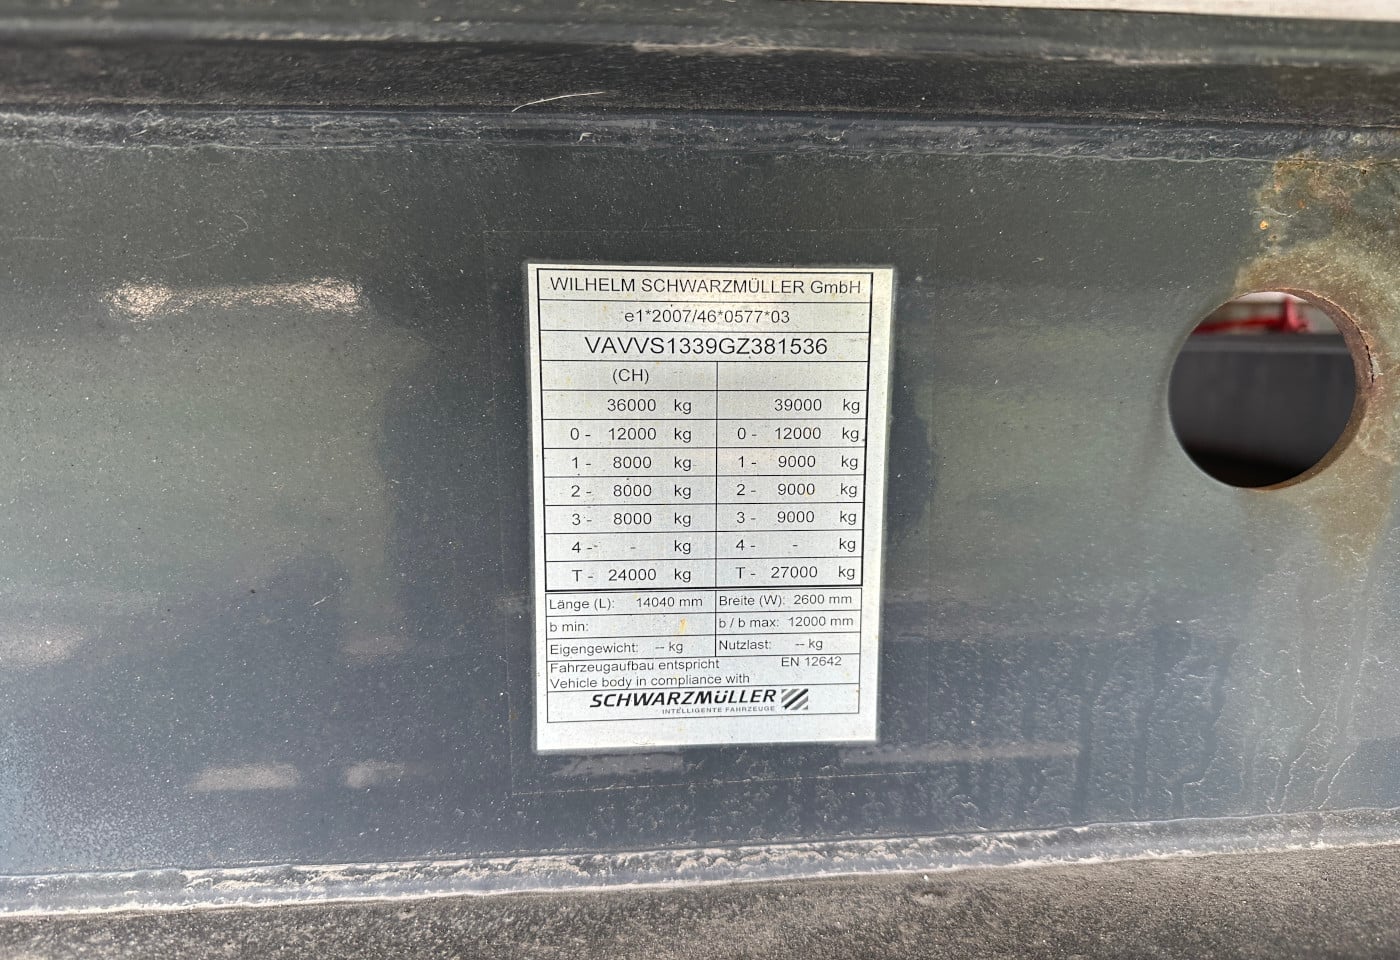 WILHELM SCHWARZMÜLLER GmbH
e1*2007/46*0577*03
VAVVS1339GZ381536
(CH)
36000 kg 39000 kg
0 - 12000 kg 0 - 12000 kg
1 - 8000 kg 1 - 9000 kg
2 - 8000 kg 2 - 9000 kg
3 - 8000 kg 3 - 9000 kg
4 - - kg 4 - - kg
T - 24000 kg T - 27000 kg
Länge (L): 14040 mm Breite (W): 2600 mm
b min: b / b max: 12000 mm
Eigengewicht: -- kg Nutzlast: -- kg
Fahrzeugaufbau entspricht EN 12642
Vehicle body in compliance with
SCHWARZMÜLLER
INTELLIGENTE FAHRZEUGE